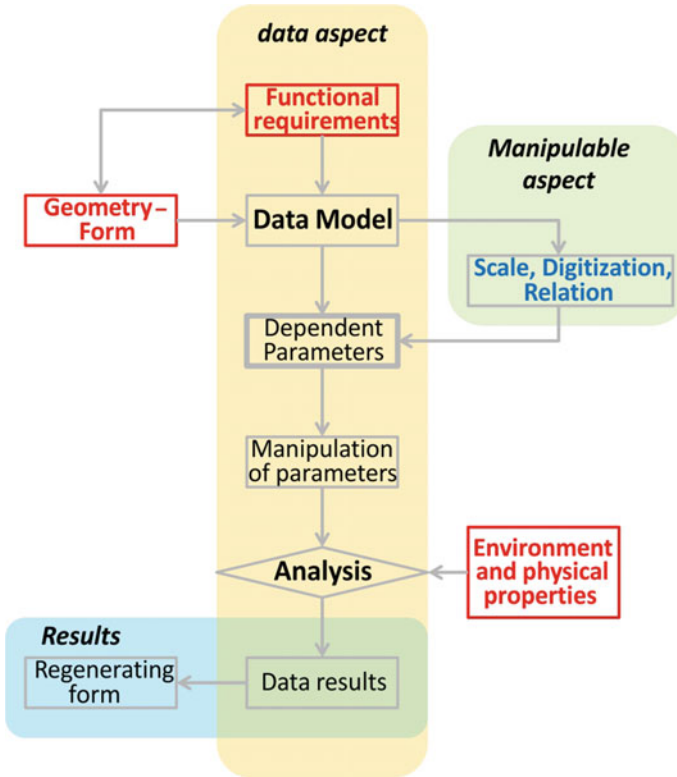 data aspect
Functional
requirements
Manipulable
aspect
Geometry–
Form
Data Model
Scale, Digitization,
Relation
Dependent
Parameters
Manipulation
of parameters
Analysis
Environment
and physical
properties
Results
Regenerating
form
Data results